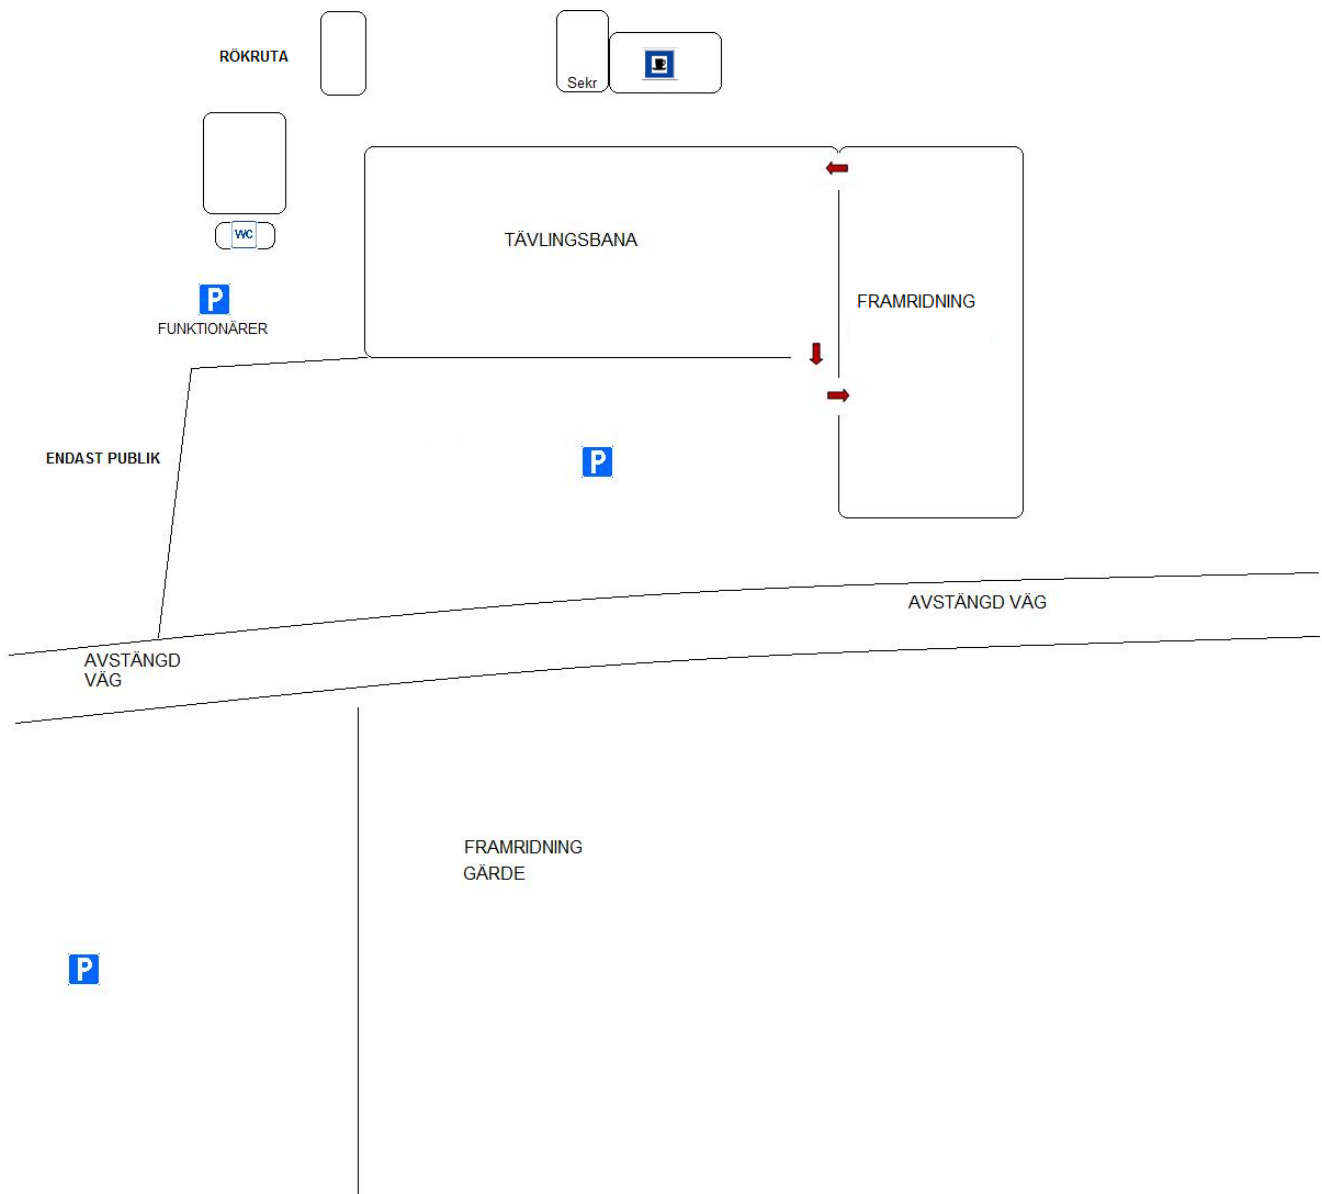 RÖKRUTA
Sekr
WC
TÄVLINGSBANA
P
FUNKTIONÄRER
FRAMRIDNING
ENDAST PUBLIK
P
AVSTÄNGD VÄG
AVSTÄNGD
VÄG
FRAMRIDNING
GÄRDE
P